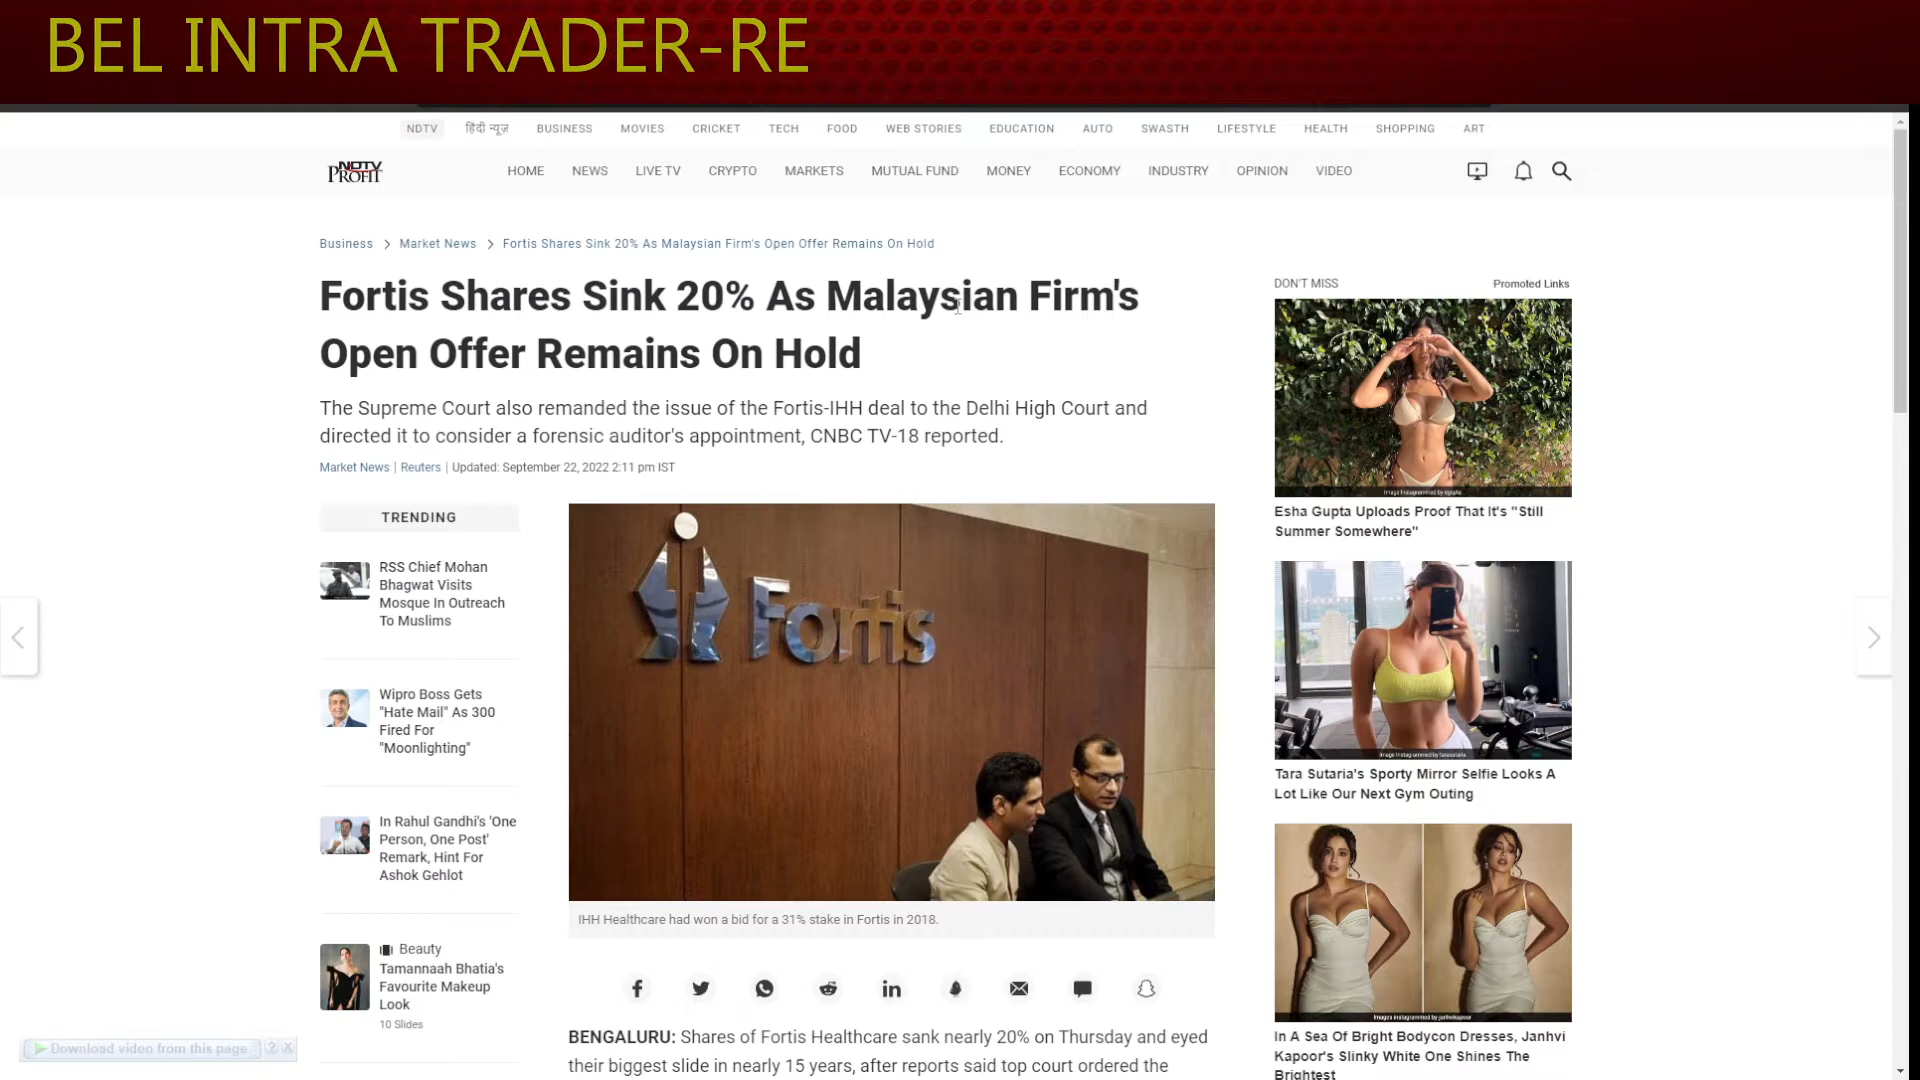 BEL INTRA TRADER-RE
NDTV हिंदी न्यूज़ BUSINESS MOVIES CRICKET TECH FOOD WEB STORIES EDUCATION AUTO SWASTH LIFESTYLE HEALTH SHOPPING ART
NDTV PROFIT
HOME NEWS LIVE TV CRYPTO MARKETS MUTUAL FUND MONEY ECONOMY INDUSTRY OPINION VIDEO
Business > Market News > Fortis Shares Sink 20% As Malaysian Firm's Open Offer Remains On Hold
Fortis Shares Sink 20% As Malaysian Firm's
Open Offer Remains On Hold
The Supreme Court also remanded the issue of the Fortis-IHH deal to the Delhi High Court and
directed it to consider a forensic auditor's appointment, CNBC TV-18 reported.
Market News | Reuters | Updated: September 22, 2022 2:11 pm IST
TRENDING
RSS Chief Mohan
Bhagwat Visits
Mosque In Outreach
To Muslims
Wipro Boss Gets
"Hate Mail" As 300
Fired For
"Moonlighting"
In Rahul Gandhi's 'One
Person, One Post'
Remark, Hint For
Ashok Gehlot
Beauty
Tamannaah Bhatia's
Favourite Makeup
Look
10 Slides
Fortis
IHH Healthcare had won a bid for a 31% stake in Fortis in 2018.
BENGALURU: Shares of Fortis Healthcare sank nearly 20% on Thursday and eyed
their biggest slide in nearly 15 years, after reports said top court ordered the
DON'T MISS
Promoted Links
Esha Gupta Uploads Proof That It's "Still
Summer Somewhere"
Tara Sutaria's Sporty Mirror Selfie Looks A
Lot Like Our Next Gym Outing
In A Sea Of Bright Bodycon Dresses, Janhvi
Kapoor's Slinky White One Shines The
Brightest
Download video from this page ? X